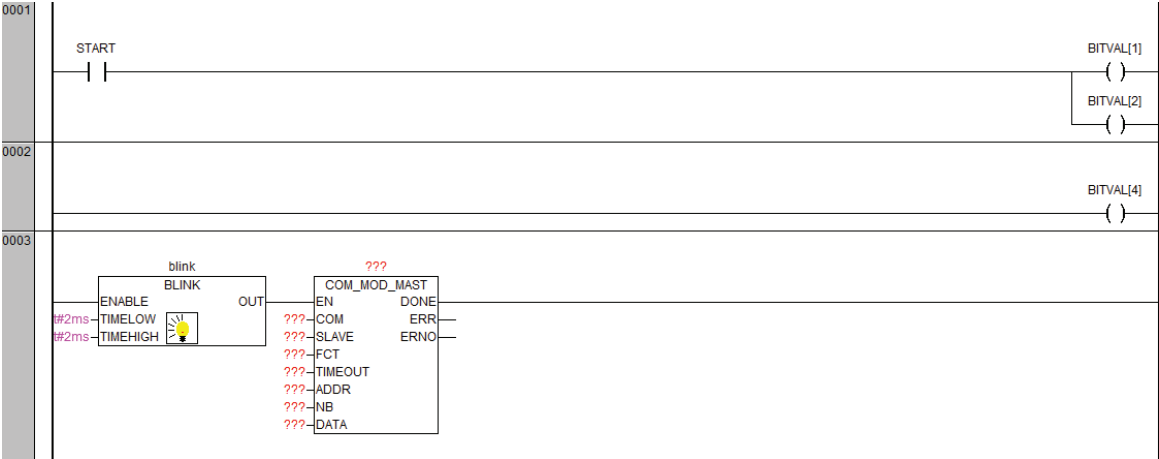 0001
START
BITVAL[1]
BITVAL[2]
0002
BITVAL[4]
0003
blink
???
BLINK
COM_MOD_MAST
ENABLE OUT
EN DONE
t#2ms TIMELOW
??? COM ERR
t#2ms TIMEHIGH
??? SLAVE ERNO
??? FCT
??? TIMEOUT
??? ADDR
??? NB
??? DATA